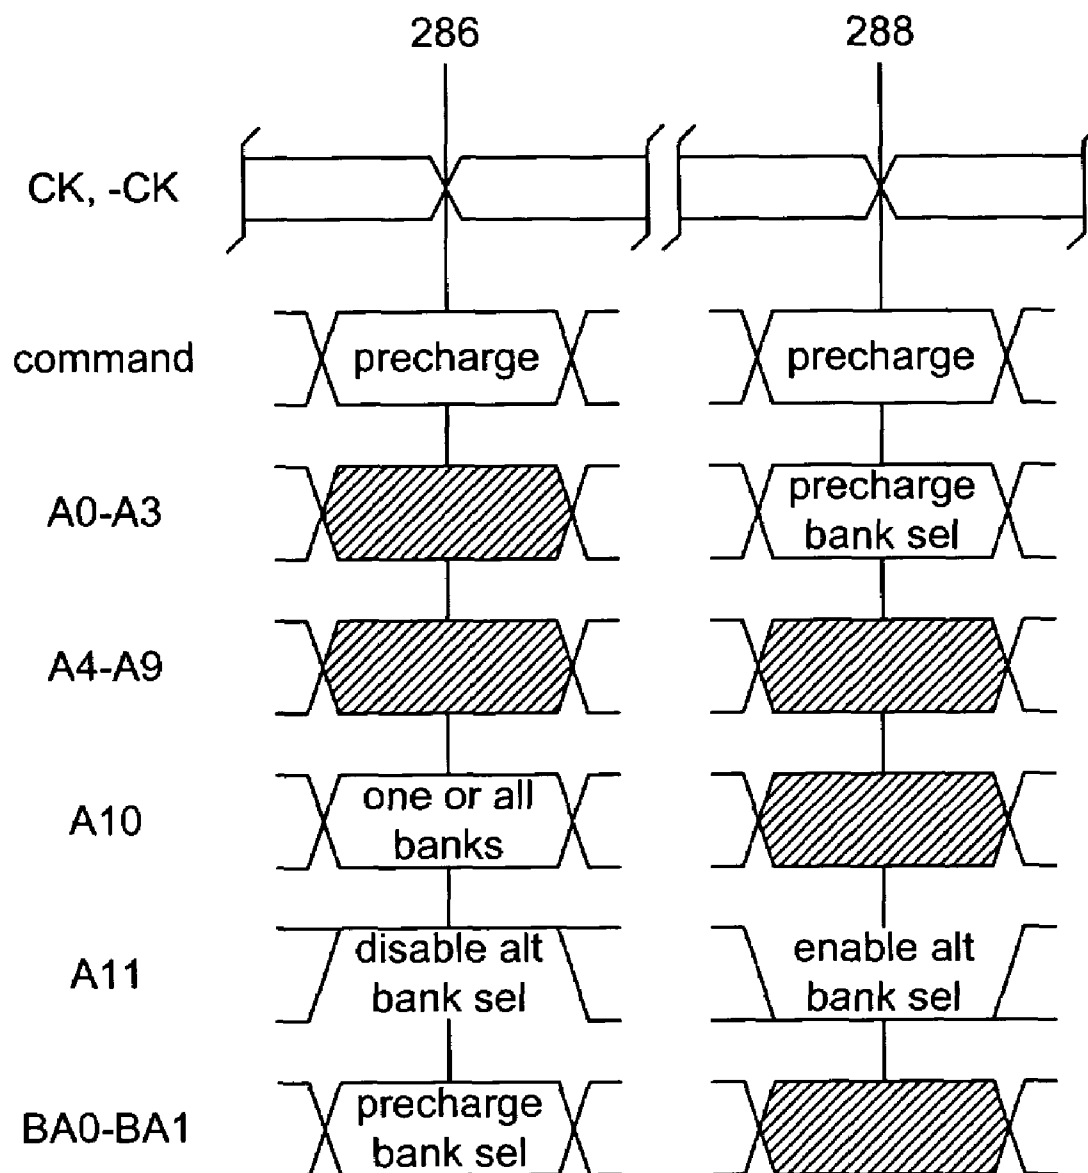 286 288
CK, -CK
command precharge precharge
A0-A3 precharge
bank sel
A4-A9
A10 one or all
banks
A11 disable alt
bank sel enable alt
bank sel
BA0-BA1 precharge
bank sel